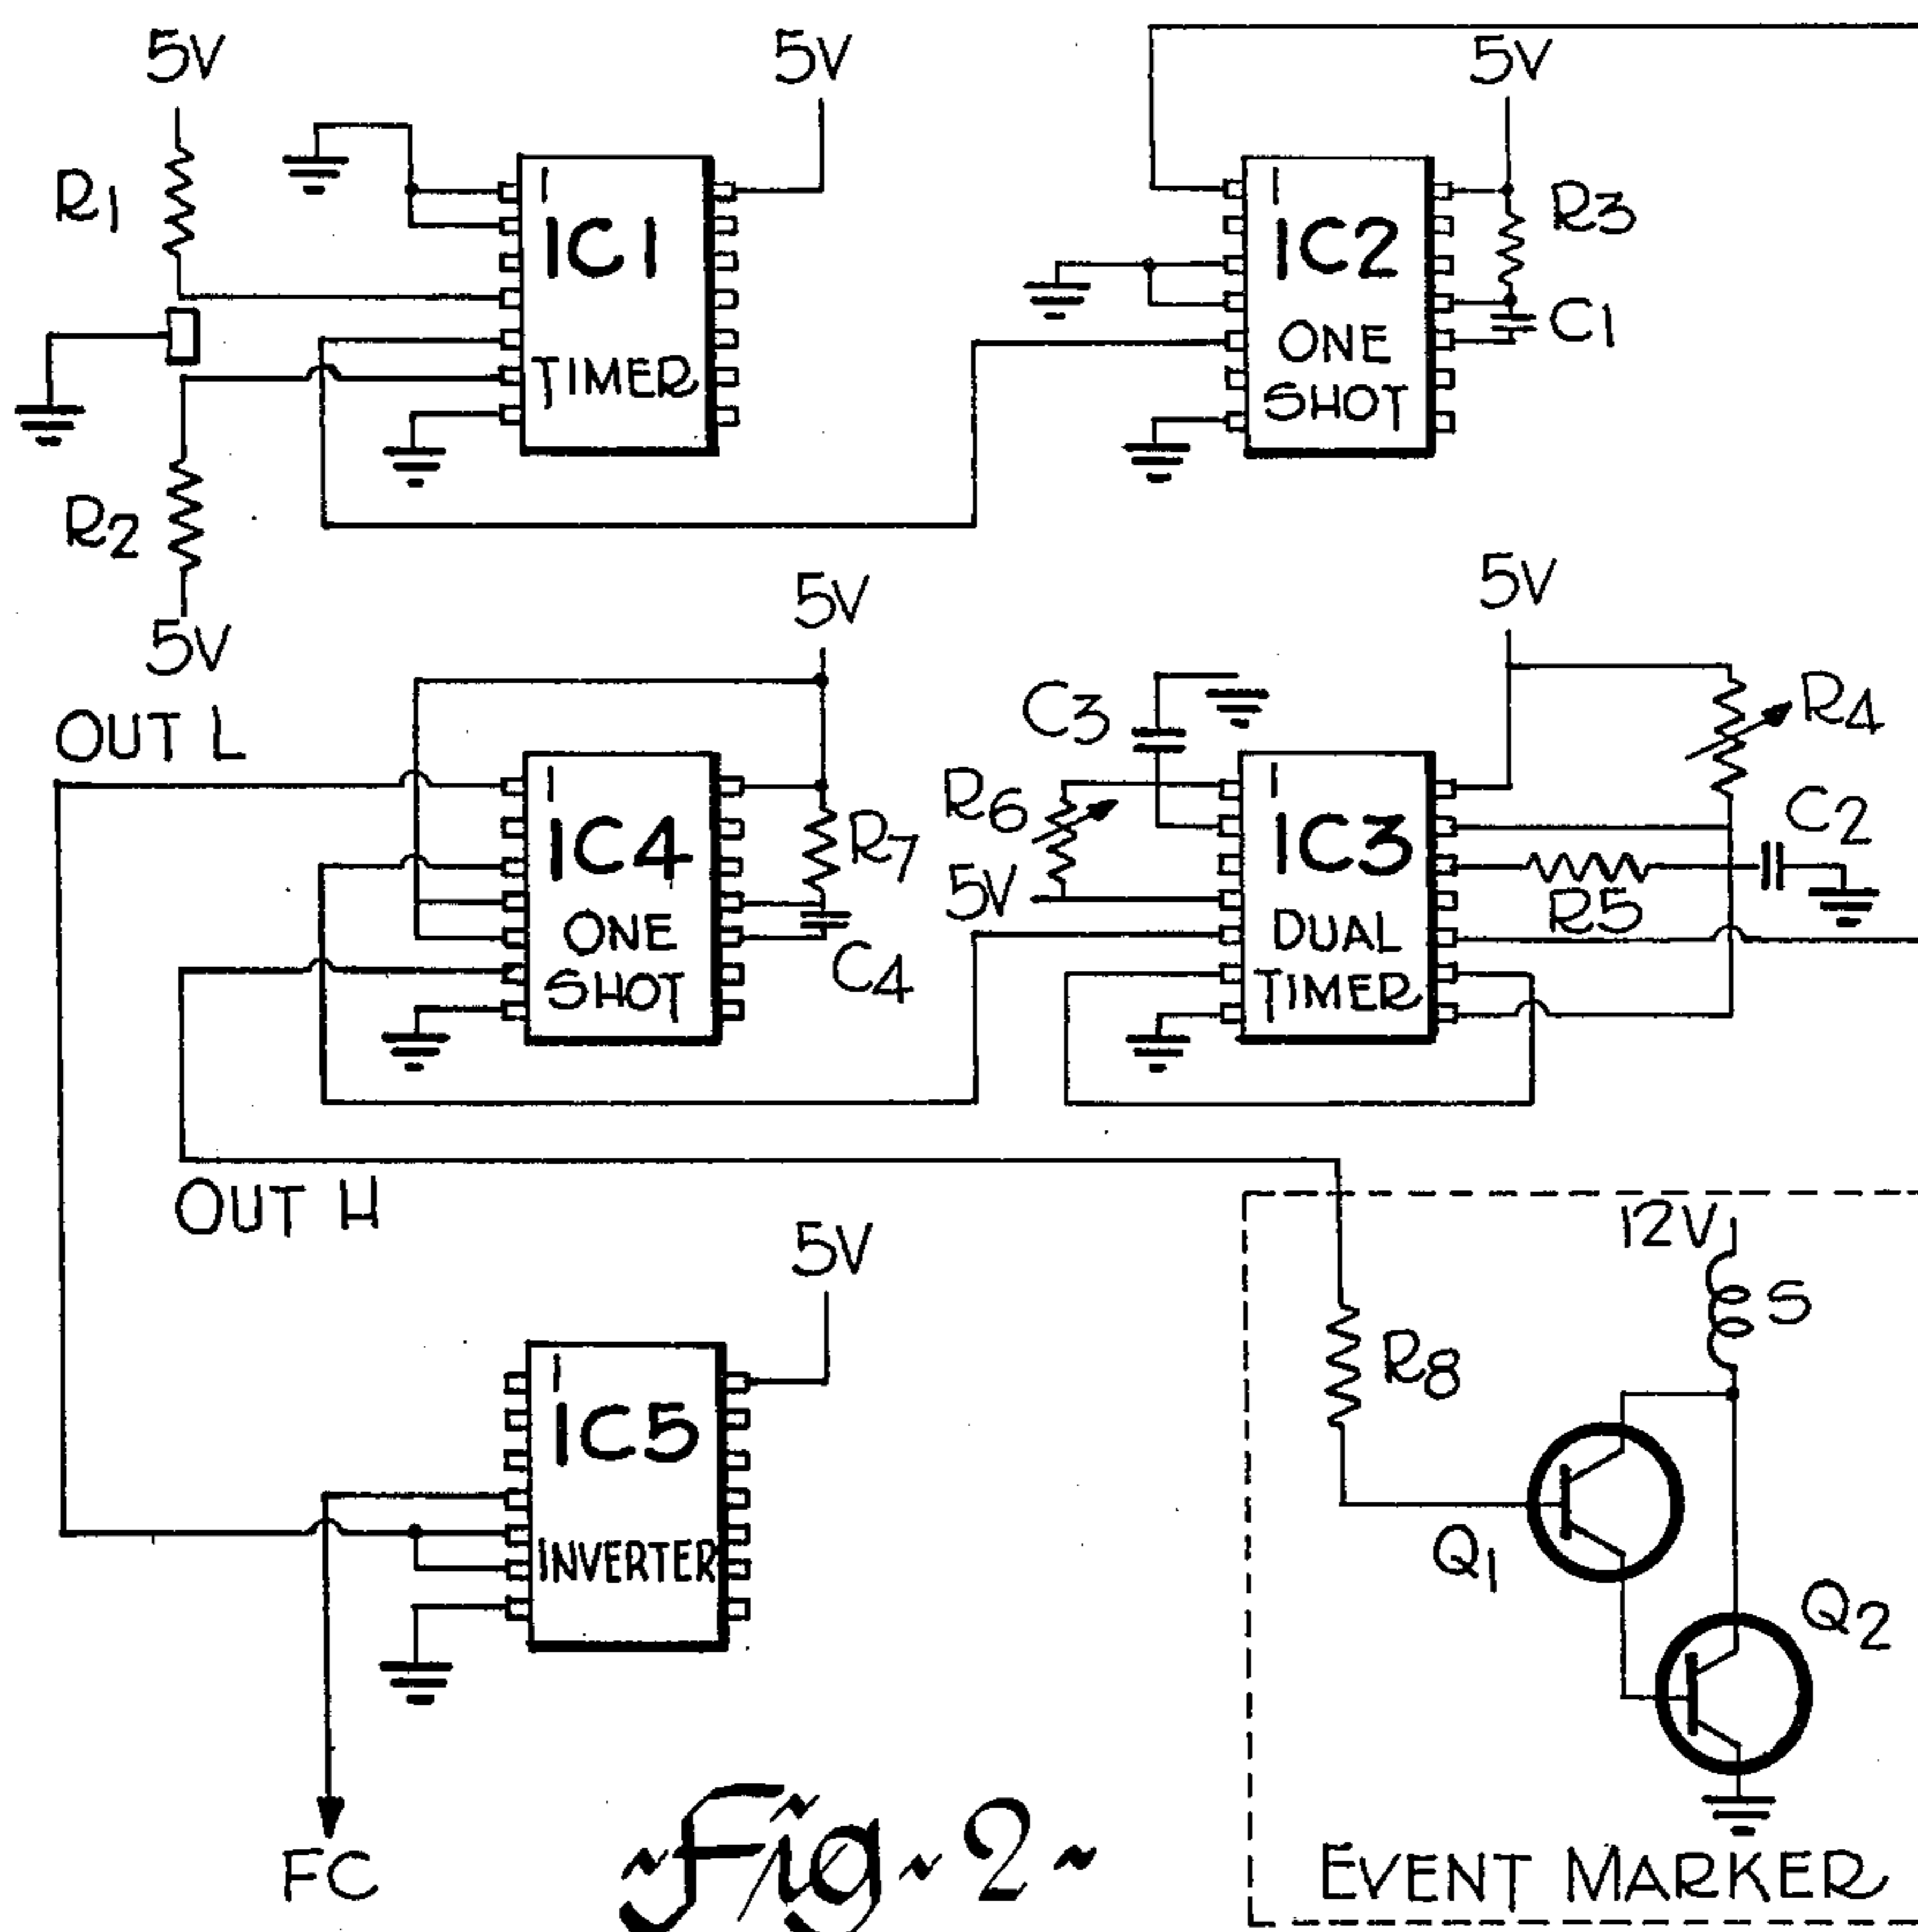 5V
5V
5V
R1
I
IC1
TIMER
I
IC2
ONE
SHOT
R3
C1
R2
5V
5V
5V
OUT L
I
IC4
ONE
SHOT
R7
C4
C3
R6
5V
I
IC3
DUAL
TIMER
R4
C2
R5
OUT H
5V
I
IC5
INVERTER
12V
S
R8
Q1
Q2
FC
~Fig~2~
EVENT MARKER